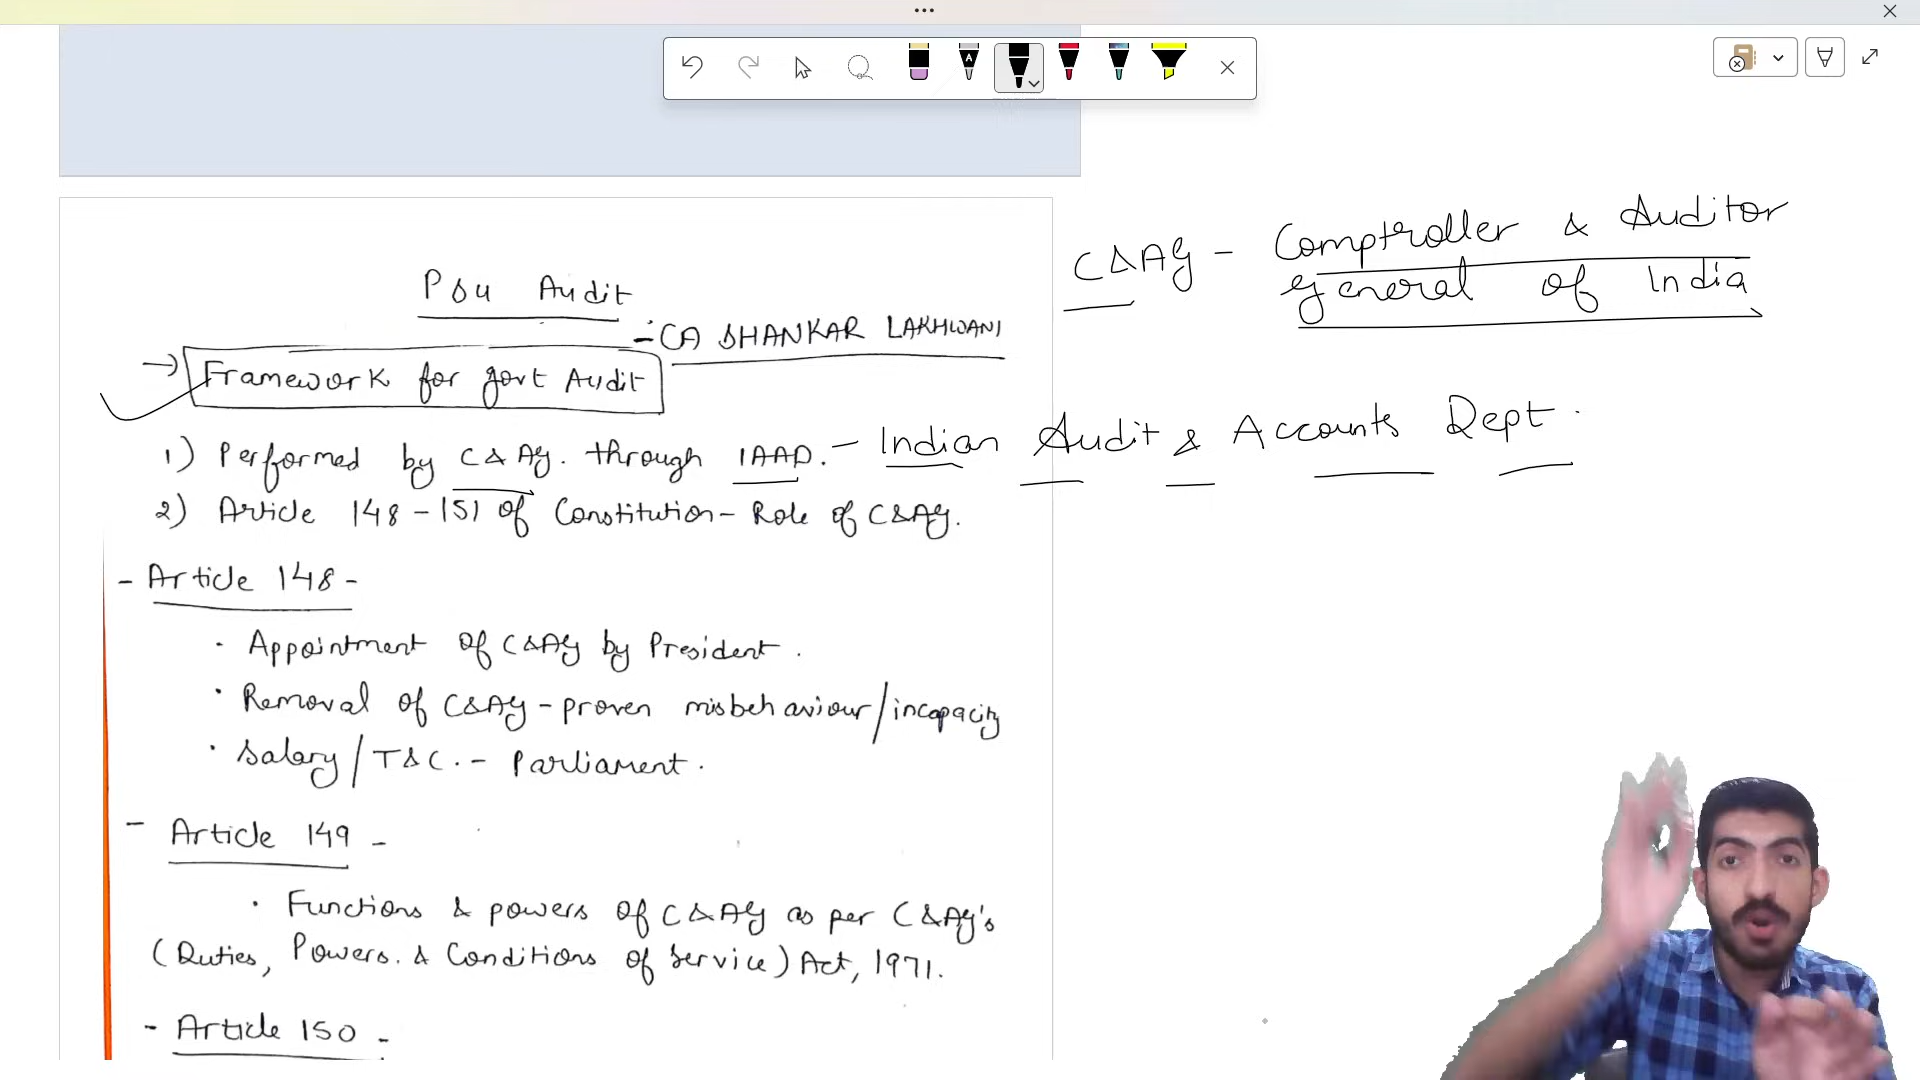 PSU Audit
- CA SHANKAR LAKHWANI
→ Framework for govt Audit
1) Performed by C&AG. through IAAD. - Indian Audit & Accounts Dept.
2) Article 148-151 of Constitution - Role of C&AG.
- Article 148 -
· Appointment of C&AG by President.
· Removal of C&AG - proven misbehaviour/incapacity
· Salary/T&C. - Parliament.
- Article 149 -
· Functions & powers of C&AG as per C&AG's
(Duties, Powers. & Conditions of Service) Act, 1971.
- Article 150 -
C&AG - Comptroller & Auditor
general of India